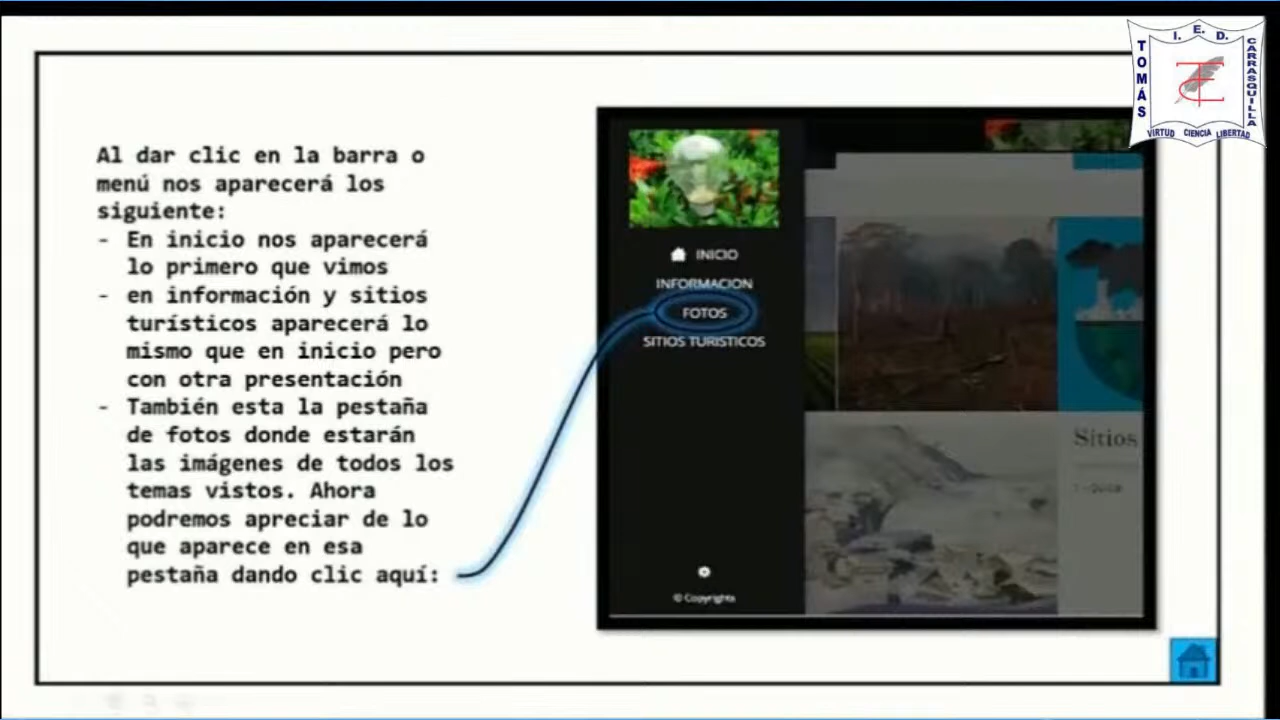 I. E. D.
TOMÁS
CARRASQUILLA
VIRTUD CIENCIA LIBERTAD
Al dar clic en la barra o
menú nos aparecerá los
siguiente:
- En inicio nos aparecerá
lo primero que vimos
- en información y sitios
turísticos aparecerá lo
mismo que en inicio pero
con otra presentación
- También esta la pestaña
de fotos donde estarán
las imágenes de todos los
temas vistos. Ahora
podremos apreciar de lo
que aparece en esa
pestaña dando clic aquí:
INICIO
INFORMACION
FOTOS
SITIOS TURISTICOS
© Copyrights
Sitios